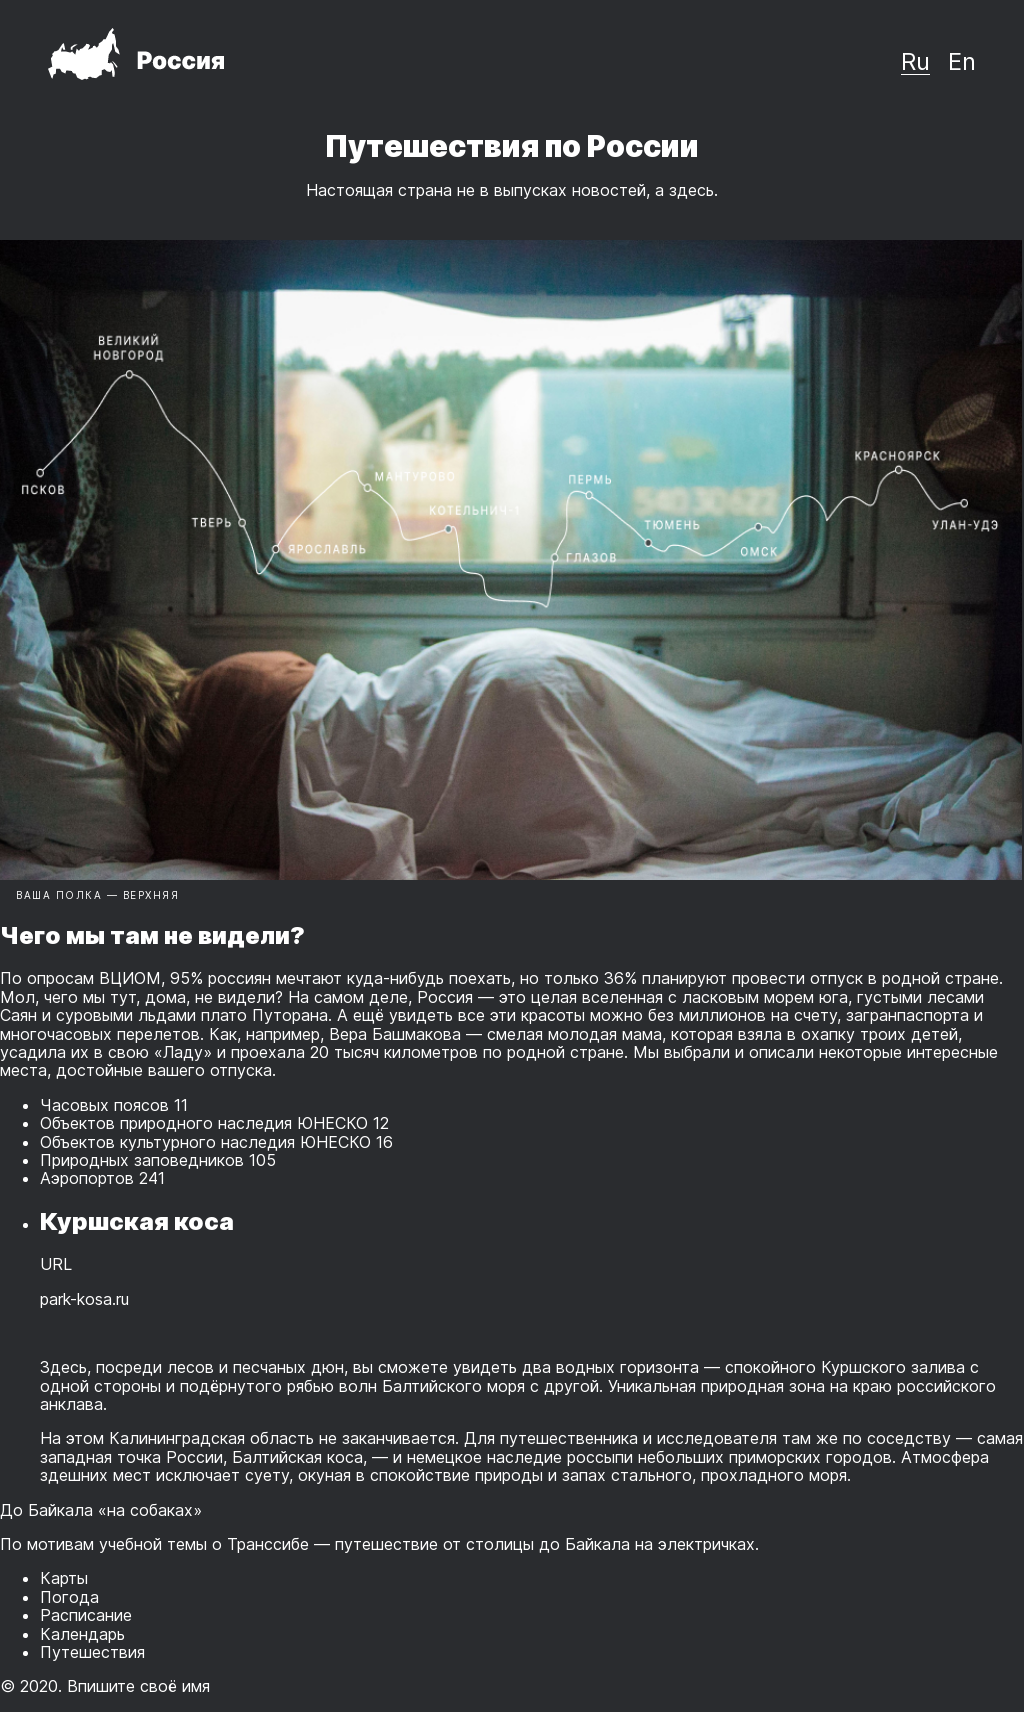 Россия
Ru En
Путешествия по России
Настоящая страна не в выпусках новостей, а здесь.
ВЕЛИКИЙ
НОВГОРОД
ПСКОВ
ТВЕРЬ
ЯРОСЛАВЛЬ
МАНТУРОВО
КОТЕЛЬНИЧ-1
ГЛАЗОВ
ПЕРМЬ
ТЮМЕНЬ
ОМСК
КРАСНОЯРСК
УЛАН-УДЭ
ВАША ПОЛКА — ВЕРХНЯЯ
Чего мы там не видели?
По опросам ВЦИОМ, 95% россиян мечтают куда-нибудь поехать, но только 36% планируют провести отпуск в родной стране.
Мол, чего мы тут, дома, не видели? На самом деле, Россия — это целая вселенная с ласковым морем юга, густыми лесами
Саян и суровыми льдами плато Путорана. А ещё увидеть все эти красоты можно без миллионов на счету, загранпаспорта и
многочасовых перелетов. Как, например, Вера Башмакова — смелая молодая мама, которая взяла в охапку троих детей,
усадила их в свою «Ладу» и проехала 20 тысяч километров по родной стране. Мы выбрали и описали некоторые интересные
места, достойные вашего отпуска.
• Часовых поясов 11
• Объектов природного наследия ЮНЕСКО 12
• Объектов культурного наследия ЮНЕСКО 16
• Природных заповедников 105
• Аэропортов 241
• Куршская коса
URL
park-kosa.ru
Здесь, посреди лесов и песчаных дюн, вы сможете увидеть два водных горизонта — спокойного Куршского залива с
одной стороны и подёрнутого рябью волн Балтийского моря с другой. Уникальная природная зона на краю российского
анклава.
На этом Калининградская область не заканчивается. Для путешественника и исследователя там же по соседству — самая
западная точка России, Балтийская коса, — и немецкое наследие россыпи небольших приморских городов. Атмосфера
здешних мест исключает суету, окуная в спокойствие природы и запах стального, прохладного моря.
До Байкала «на собаках»
По мотивам учебной темы о Транссибе — путешествие от столицы до Байкала на электричках.
• Карты
• Погода
• Расписание
• Календарь
• Путешествия
© 2020. Впишите своё имя